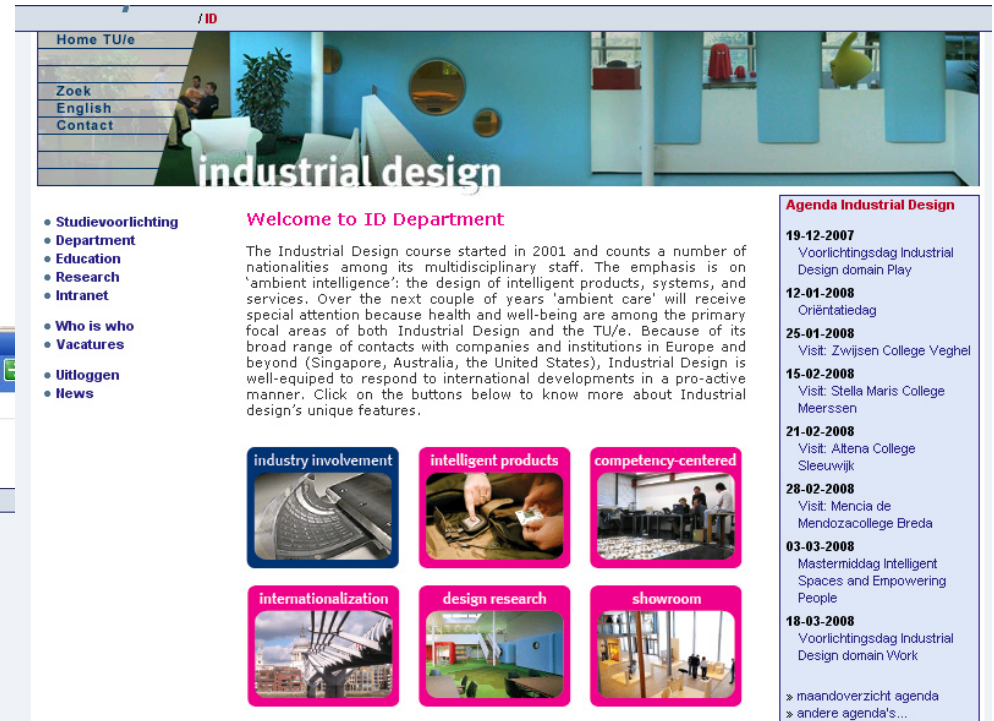 / ID
Home TU/e
Zoek
English
Contact
industrial design
Studievoorlichting
Department
Education
Research
Intranet
Who is who
Vacatures
Uitloggen
News
Welcome to ID Department
The Industrial Design course started in 2001 and counts a number of
nationalities among its multidisciplinary staff. The emphasis is on
‘ambient intelligence’: the design of intelligent products, systems, and
services. Over the next couple of years 'ambient care' will receive
special attention because health and well-being are among the primary
focal areas of both Industrial Design and the TU/e. Because of its
broad range of contacts with companies and institutions in Europe and
beyond (Singapore, Australia, the United States), Industrial Design is
well-equiped to respond to international developments in a pro-active
manner. Click on the buttons below to know more about Industrial
design’s unique features.
industry involvement
intelligent products
competency-centered
internationalization
design research
showroom
Agenda Industrial Design
19-12-2007
Voorlichtingsdag Industrial
Design domain Play
12-01-2008
Oriëntatiedag
25-01-2008
Visit: Zwijsen College Veghel
15-02-2008
Visit: Stella Maris College
Meerssen
21-02-2008
Visit: Altena College
Sleeuwijk
28-02-2008
Visit: Mencia de
Mendozacollege Breda
03-03-2008
Mastermiddag Intelligent
Spaces and Empowering
People
18-03-2008
Voorlichtingsdag Industrial
Design domain Work
» maandoverzicht agenda
» andere agenda's...